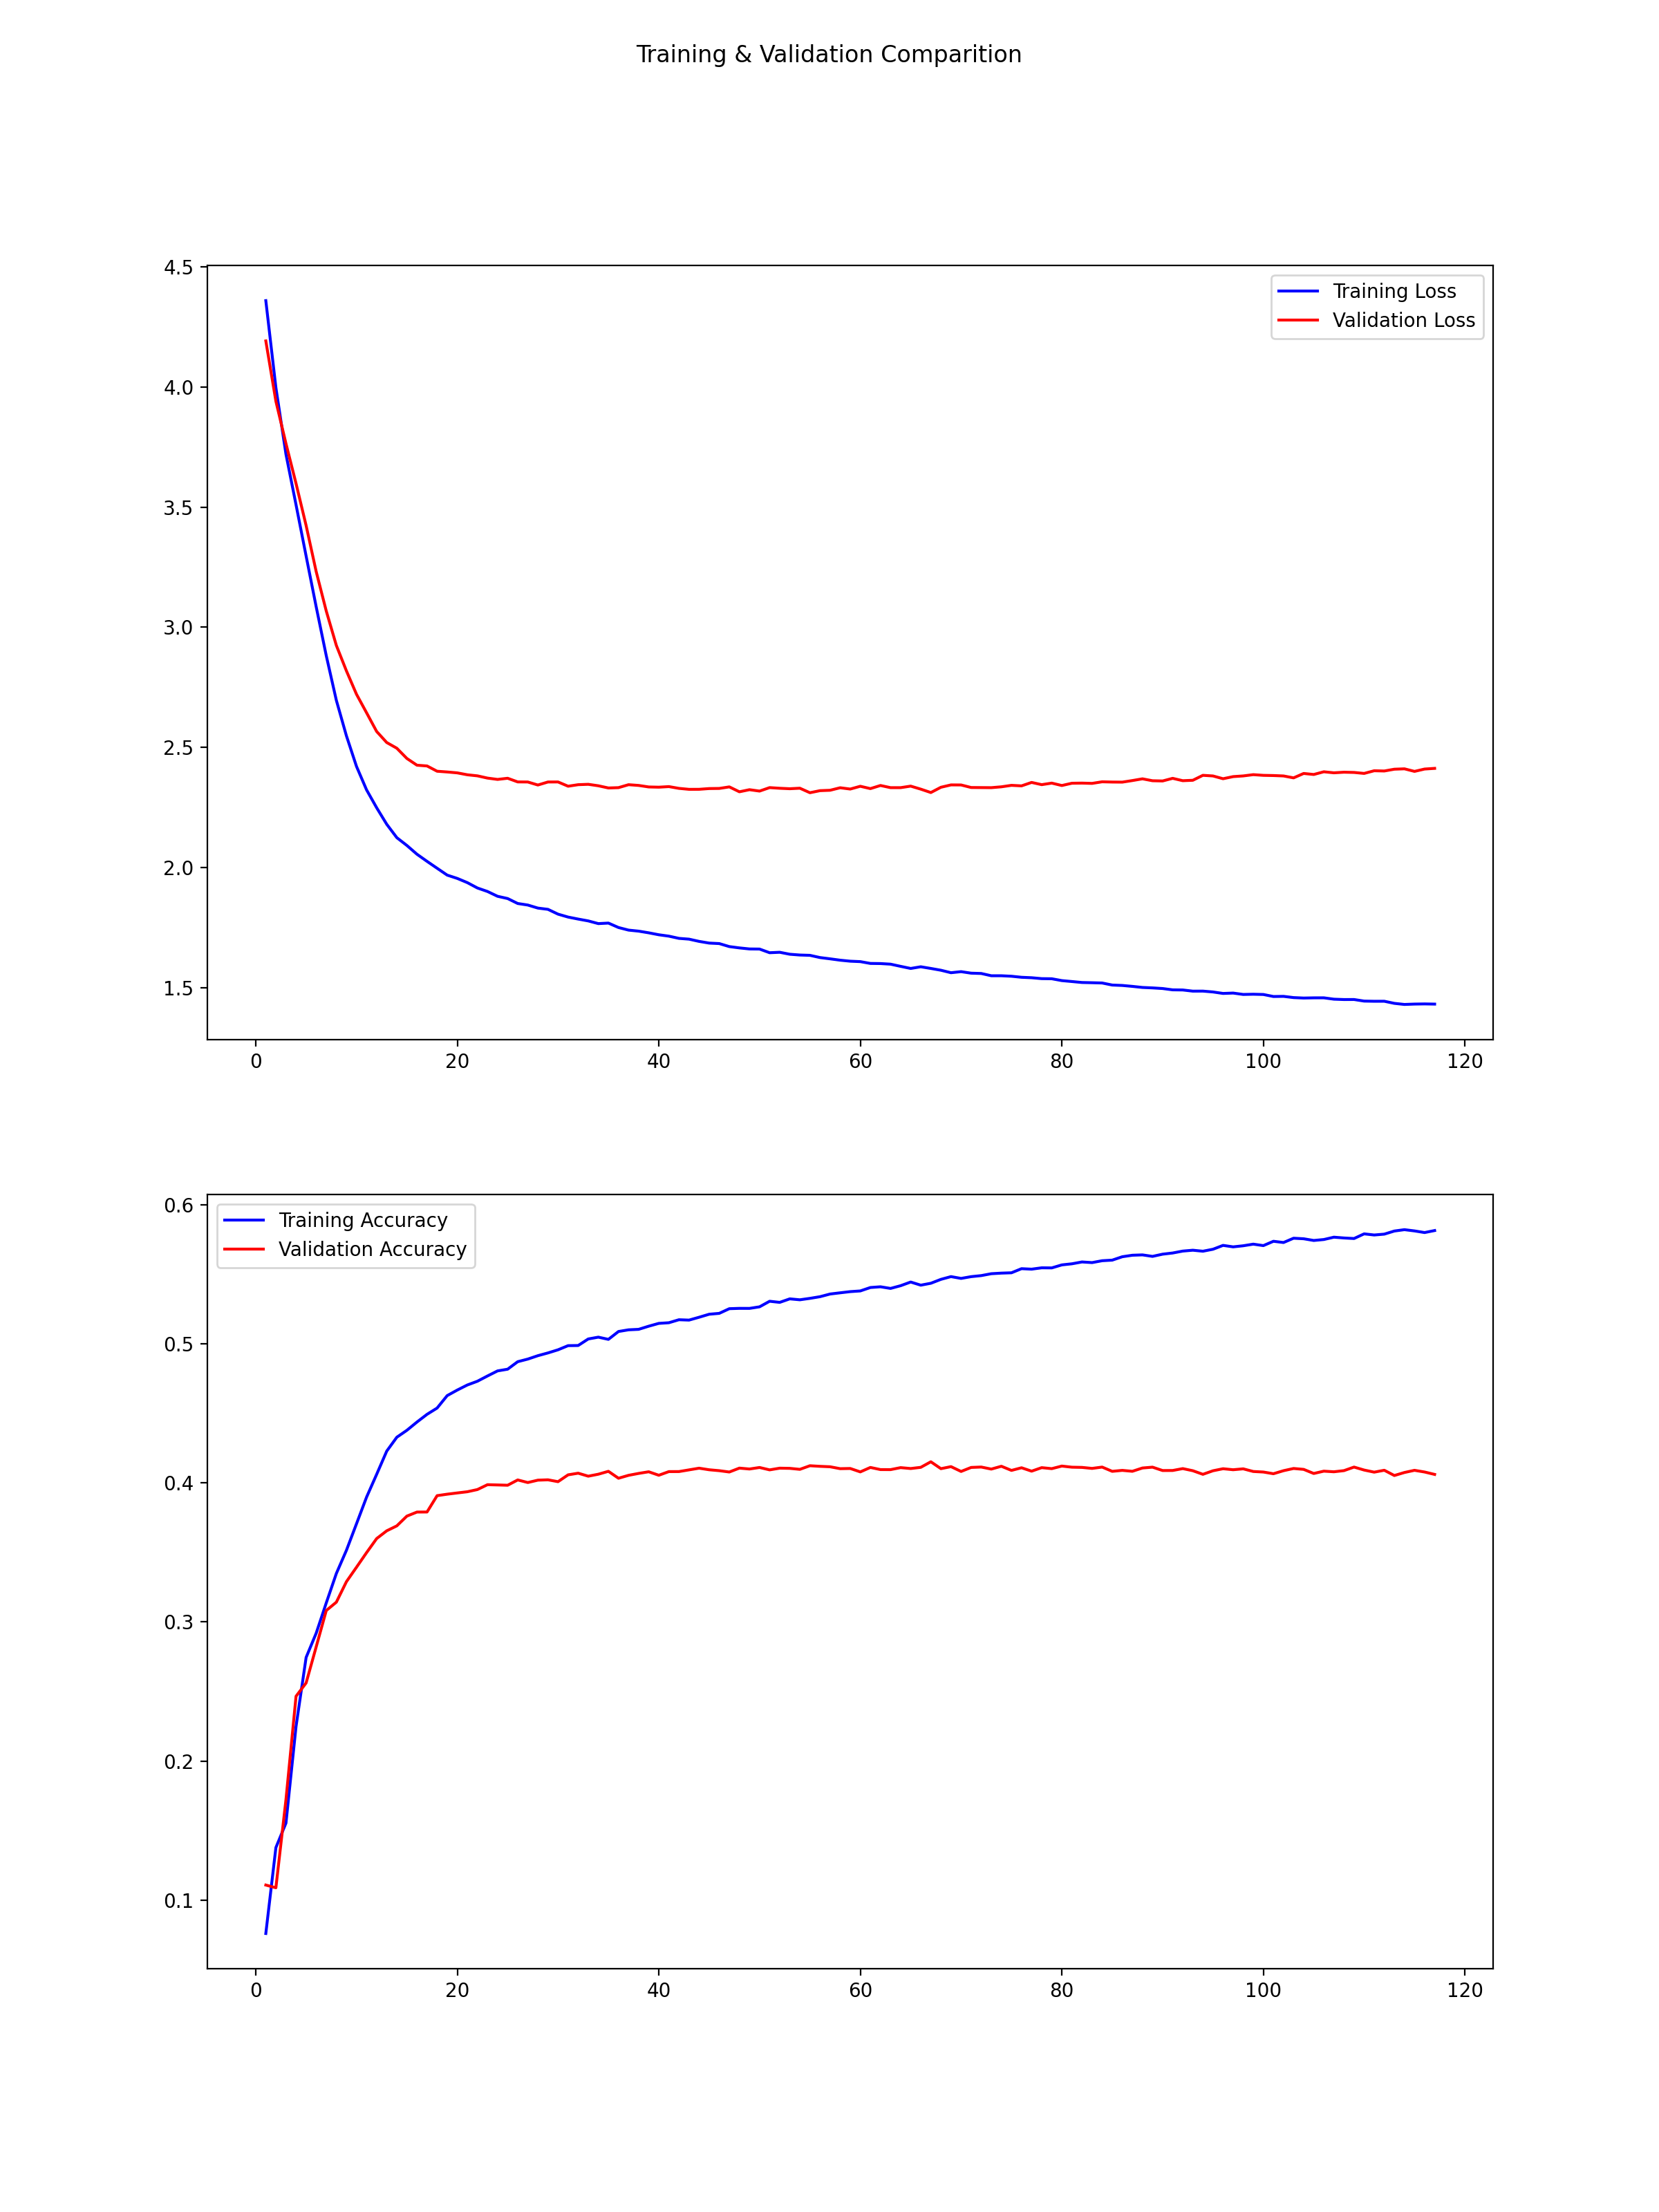 Training & Validation Comparition
4.5
4.0
3.5
3.0
2.5
2.0
1.5
Training Loss
Validation Loss
0 20 40 60 80 100 120
0.6
0.5
0.4
0.3
0.2
0.1
Training Accuracy
Validation Accuracy
0 20 40 60 80 100 120